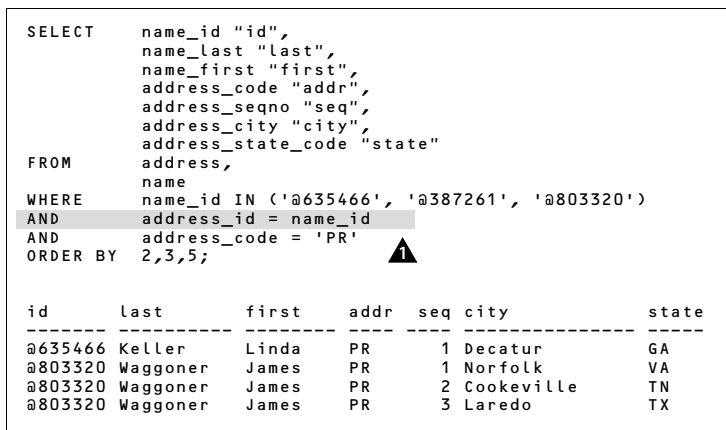 SELECT name_id "id",
name_last "last",
name_first "first",
address_code "addr",
address_seqno "seq",
address_city "city",
address_state_code "state"
FROM address,
name
WHERE name_id IN ('@635466', '@387261', '@803320')
AND address_id = name_id
AND address_code = 'PR'
1
ORDER BY 2,3,5;
id last first addr seq city state
------- ---------- -------- ---- ---- --------------- -----
@635466 Keller Linda PR 1 Decatur GA
@803320 Waggoner James PR 1 Norfolk VA
@803320 Waggoner James PR 2 Cookeville TN
@803320 Waggoner James PR 3 Laredo TX